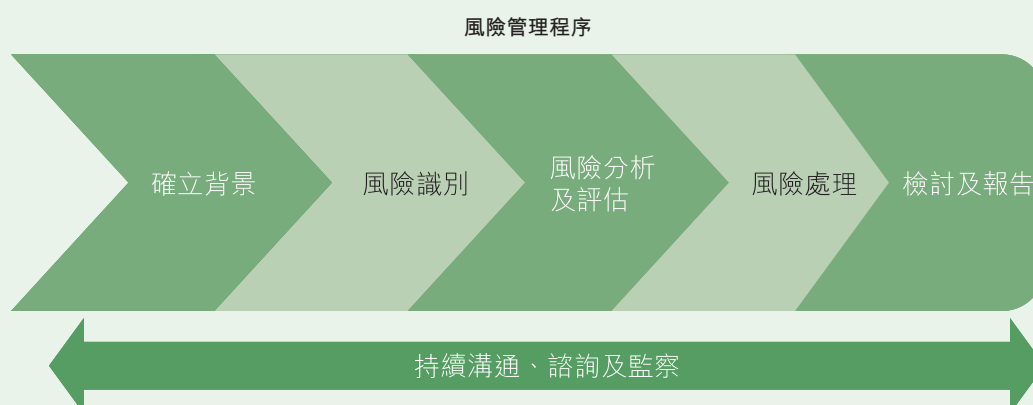 風險管理程序
確立背景
風險識別
風險分析
及評估
風險處理
檢討及報告
持續溝通、諮詢及監察